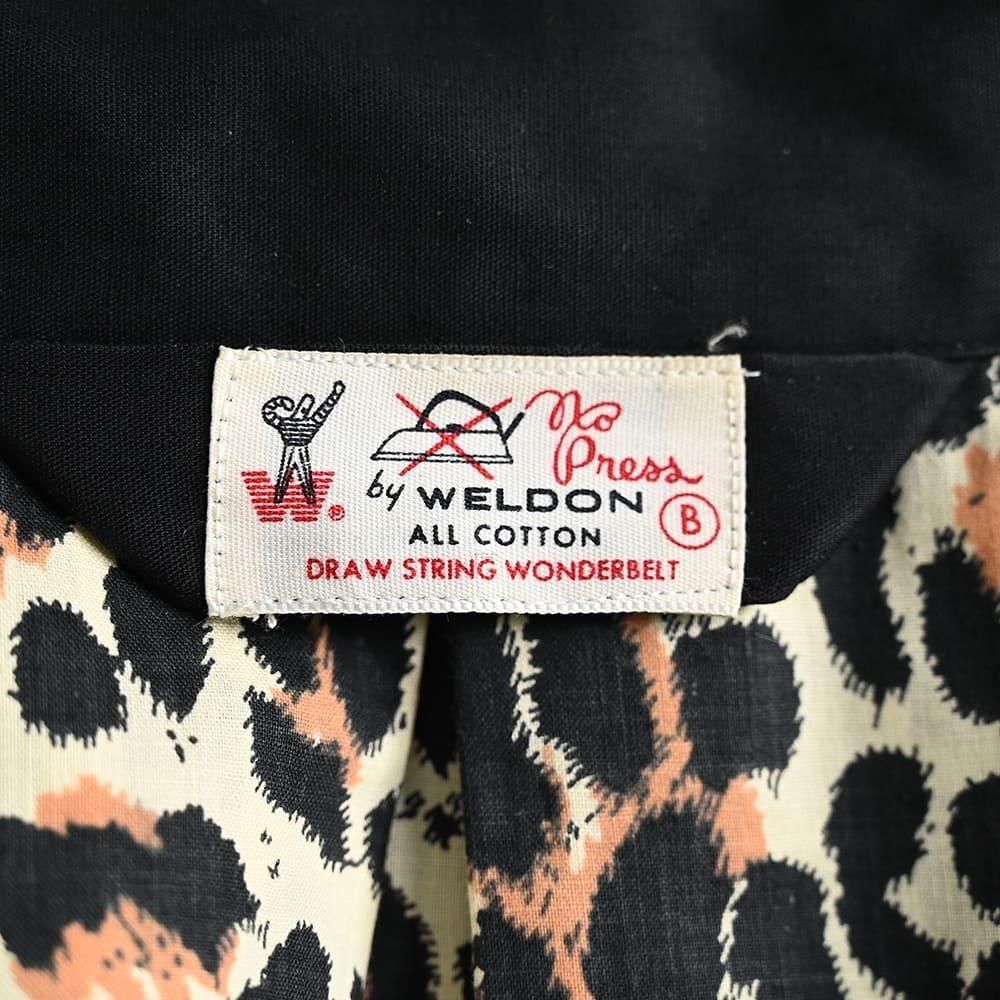 No
Press
by WELDON
W.®
B
ALL COTTON
DRAW STRING WONDERBELT